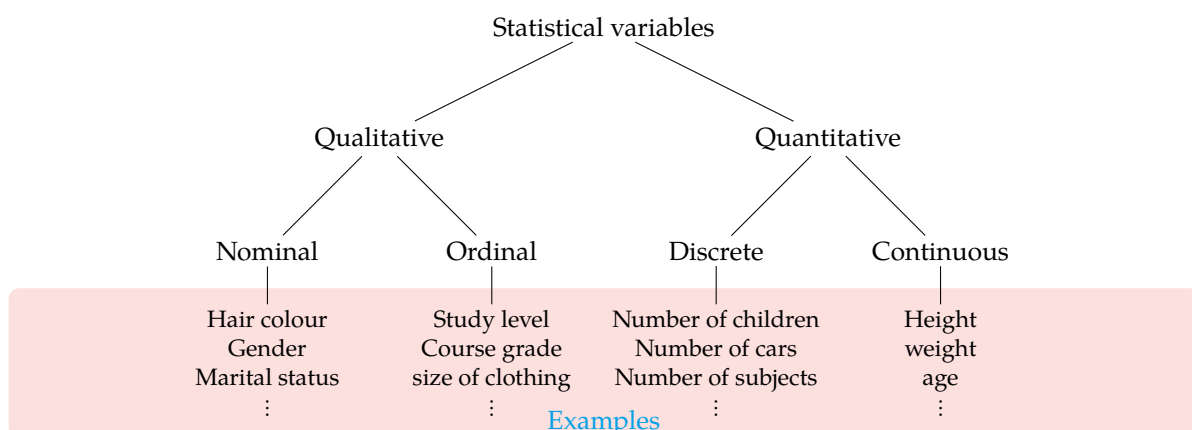 Statistical variables
Qualitative Quantitative
Nominal Ordinal Discrete Continuous
Hair colour Study level Number of children Height
Gender Course grade Number of cars weight
Marital status size of clothing Number of subjects age
⋮ ⋮ ⋮ ⋮
Examples